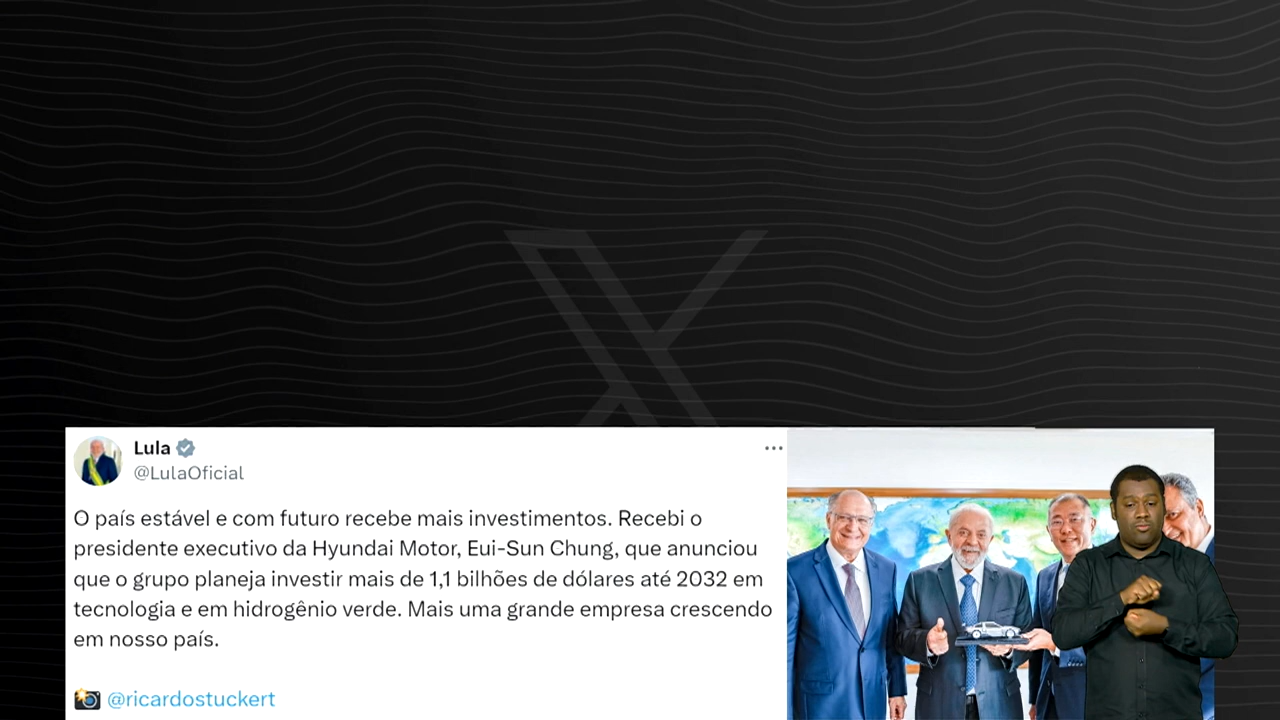 Lula
@LulaOficial
O país estável e com futuro recebe mais investimentos. Recebi o
presidente executivo da Hyundai Motor, Eui-Sun Chung, que anunciou
que o grupo planeja investir mais de 1,1 bilhões de dólares até 2032 em
tecnologia e em hidrogênio verde. Mais uma grande empresa crescendo
em nosso país.
@ricardostuckert